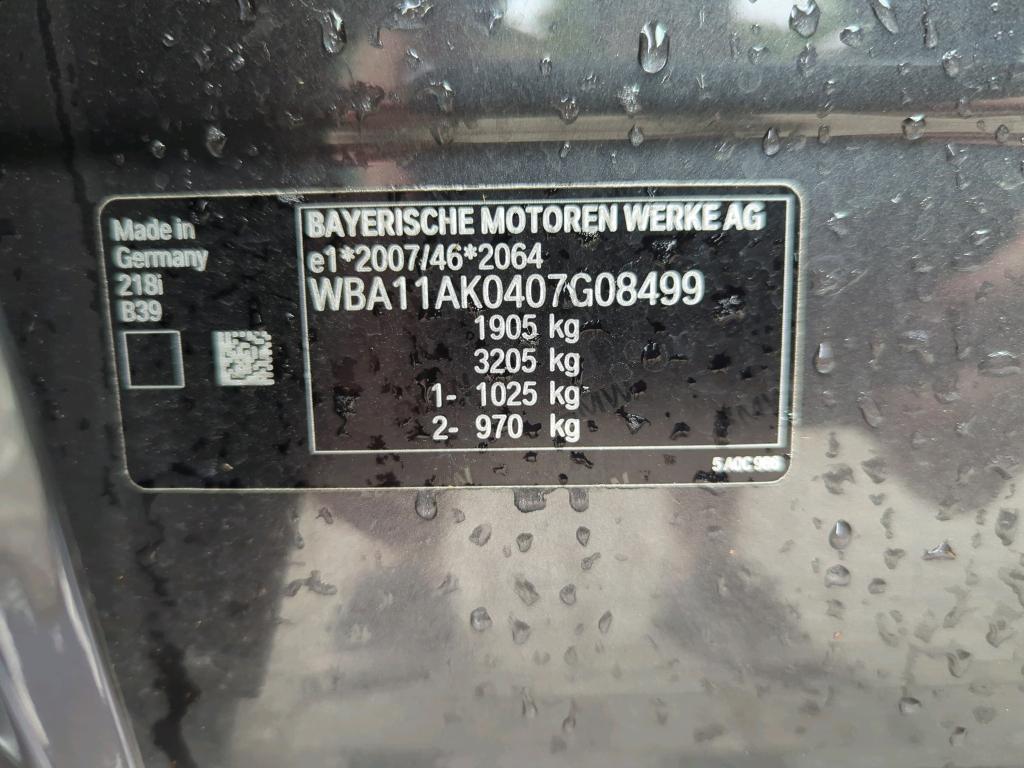 Made in
Germany
218i
B39
BAYERISCHE MOTOREN WERKE AG
e1*2007/46*2064
WBA11AK0407G08499
1905 kg
3205 kg
1- 1025 kg
2- 970 kg